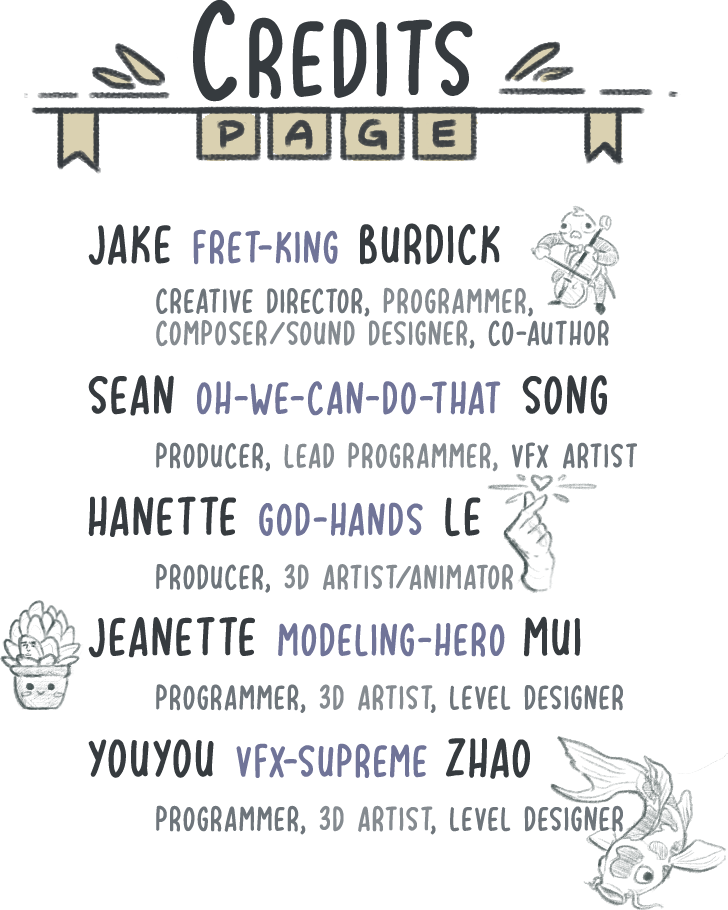 CREDITS
PAGE
JAKE FRET-KING BURDICK
CREATIVE DIRECTOR, PROGRAMMER,
COMPOSER/SOUND DESIGNER, CO-AUTHOR
SEAN OH-WE-CAN-DO-THAT SONG
PRODUCER, LEAD PROGRAMMER, VFX ARTIST
HANETTE GOD-HANDS LE
PRODUCER, 3D ARTIST/ANIMATOR
JEANETTE MODELING-HERO MUI
PROGRAMMER, 3D ARTIST, LEVEL DESIGNER
YOUYOU VFX-SUPREME ZHAO
PROGRAMMER, 3D ARTIST, LEVEL DESIGNER